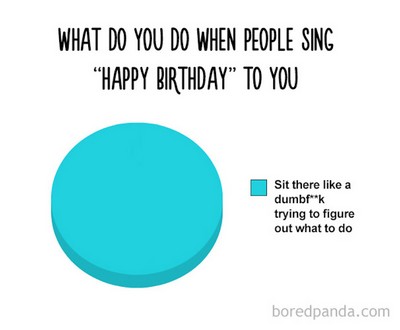 WHAT DO YOU DO WHEN PEOPLE SING
“HAPPY BIRTHDAY” TO YOU
Sit there like a
dumbf**k
trying to figure
out what to do
boredpanda.com